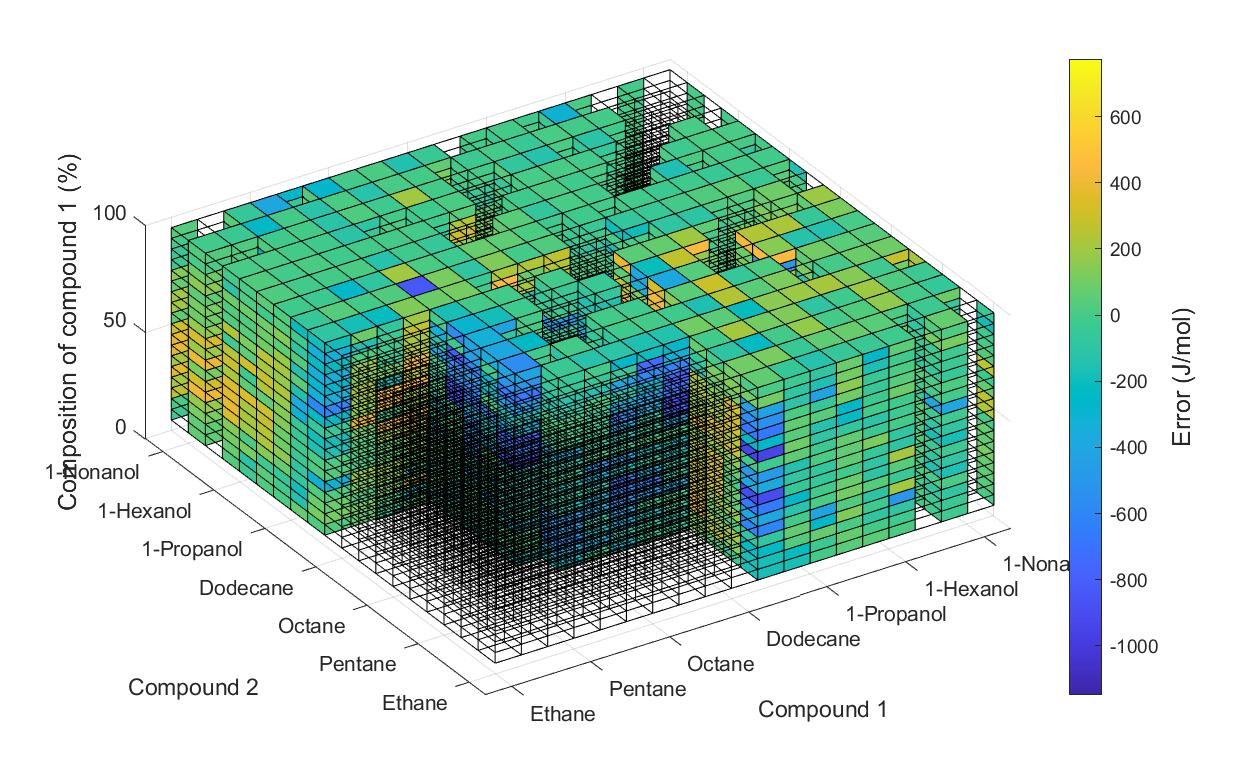 Composition of compound 1 (%)
100
50
0
1-Nonanol
1-Hexanol
1-Propanol
Dodecane
Octane
Pentane
Ethane
Compound 2
Ethane
Pentane
Octane
Dodecane
1-Propanol
1-Hexanol
1-Nona
Compound 1
600
400
200
0
-200
-400
-600
-800
-1000
Error (J/mol)